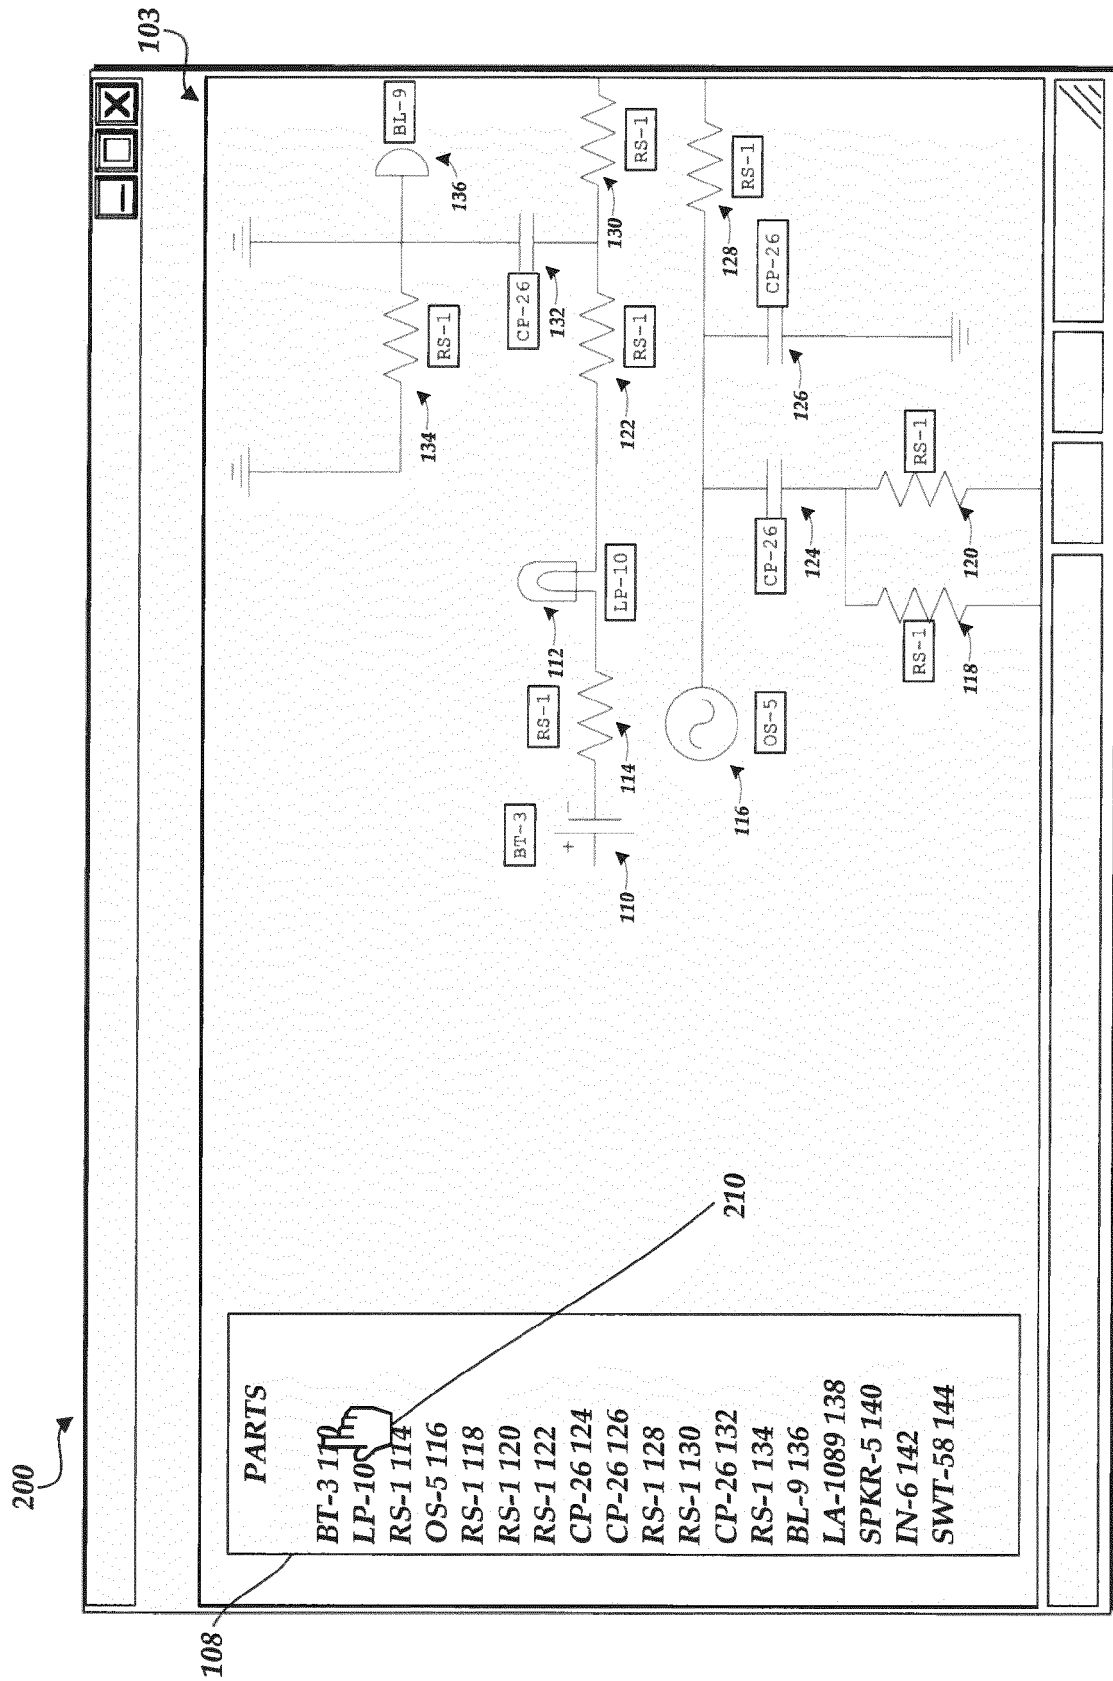 200
103
108
PARTS
BT-3 110
LP-10
RS-1 114
OS-5 116
RS-1 118
RS-1 120
RS-1 122
CP-26 124
CP-26 126
RS-1 128
RS-1 130
CP-26 132
RS-1 134
BL-9 136
LA-1089 138
SPKR-5 140
IN-6 142
SWT-58 144
210
BL-9
134
RS-1
136
BT-3
CP-26
RS-1
112
132
+ −
130
LP-10
110
114
122
RS-1
RS-1
128
116
RS-1
OS-5
CP-26
CP-26
126
124
RS-1
RS-1
118
120